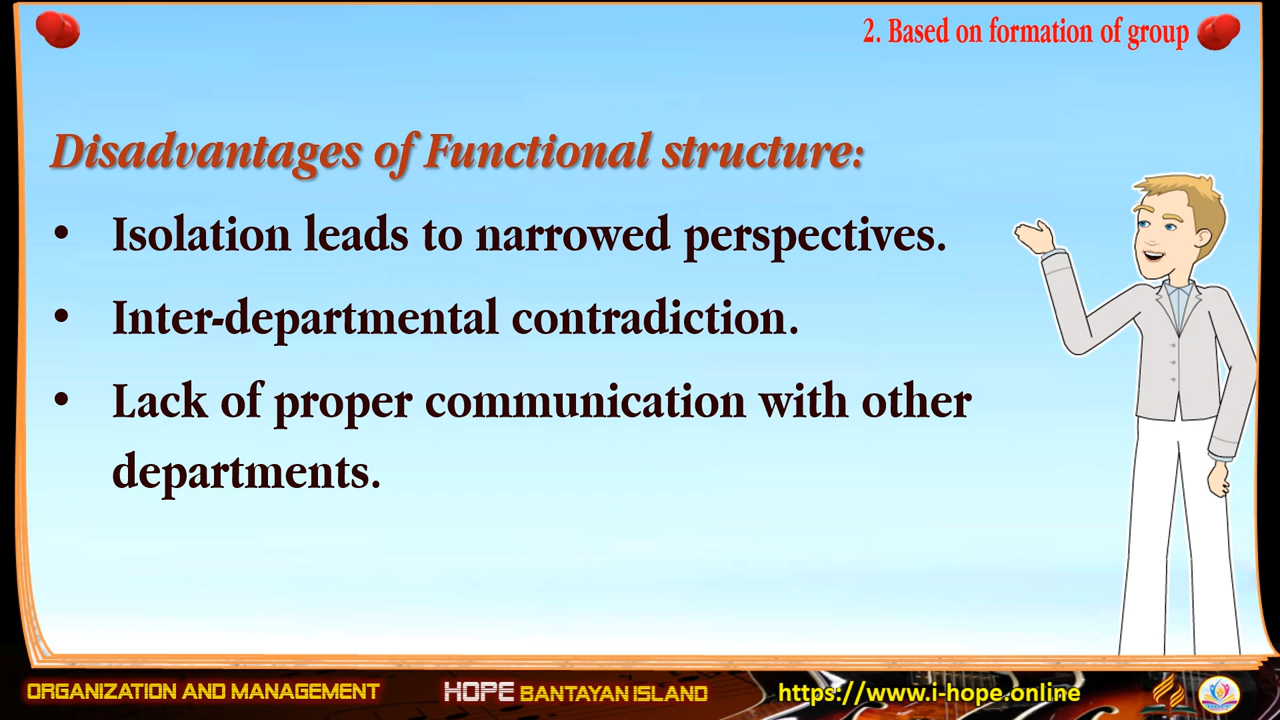 2. Based on formation of group
Disadvantages of Functional structure:
• Isolation leads to narrowed perspectives.
• Inter-departmental contradiction.
• Lack of proper communication with other
departments.
ORGANIZATION AND MANAGEMENT HOPE BANTAYAN ISLAND https://www.i-hope.online